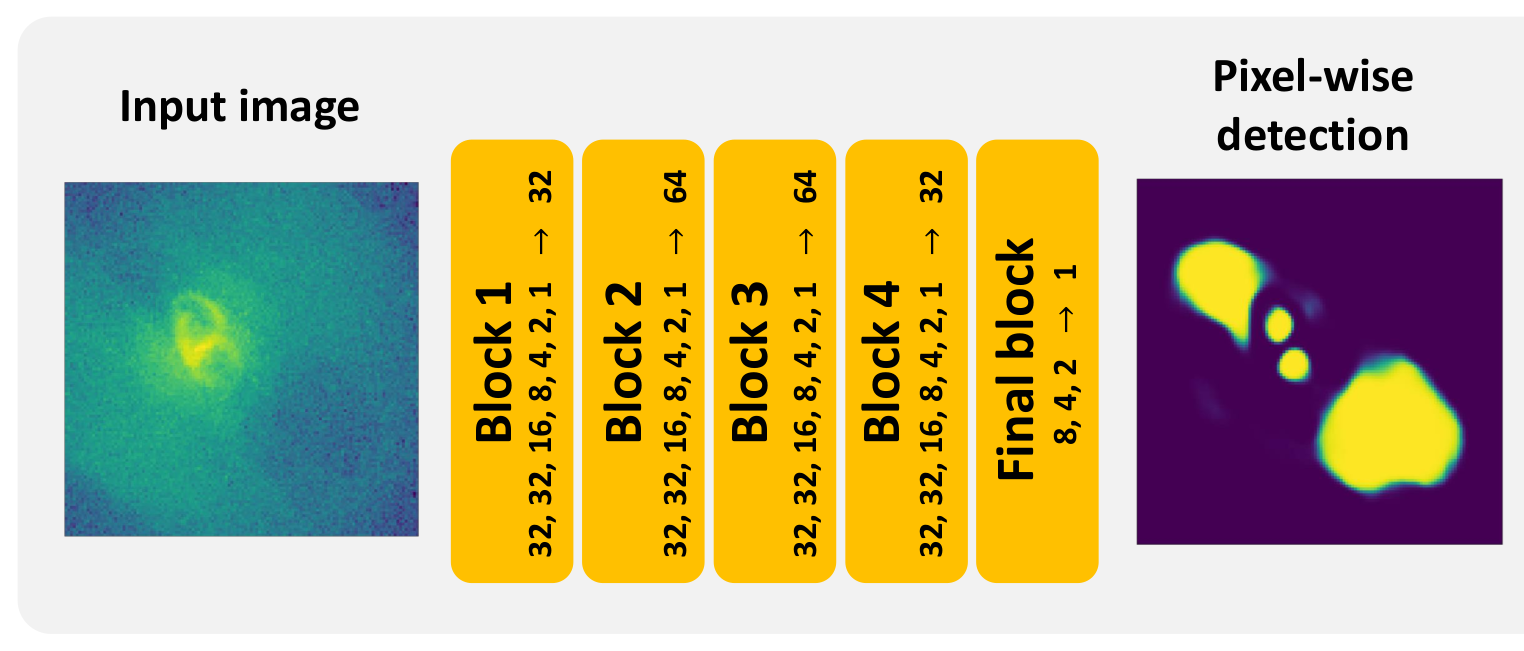 Input image
Block 1
32, 32, 16, 8, 4, 2, 1 → 32
Block 2
32, 32, 16, 8, 4, 2, 1 → 64
Block 3
32, 32, 16, 8, 4, 2, 1 → 64
Block 4
32, 32, 16, 8, 4, 2, 1 → 32
Final block
8, 4, 2 → 1
Pixel-wise
detection